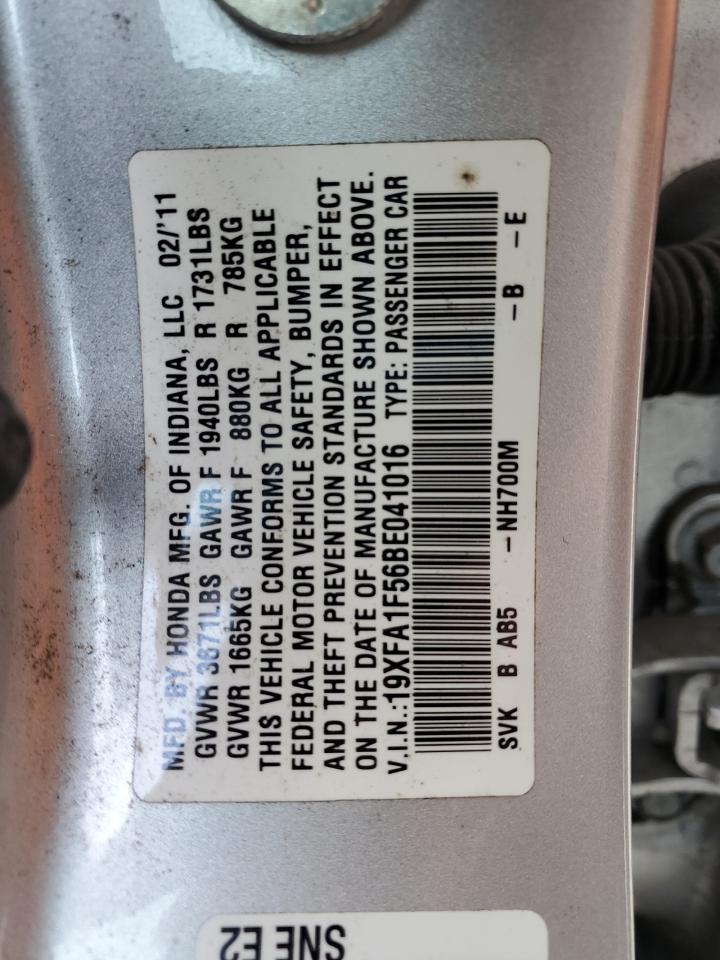 MFD. BY HONDA MFG. OF INDIANA, LLC 02/'11
GVWR 3671LBS GAWR F 1940LBS R 1731LBS
GVWR 1665KG GAWR F 880KG R 785KG
THIS VEHICLE CONFORMS TO ALL APPLICABLE
FEDERAL MOTOR VEHICLE SAFETY, BUMPER,
AND THEFT PREVENTION STANDARDS IN EFFECT
ON THE DATE OF MANUFACTURE SHOWN ABOVE.
V.I.N.:19XFA1F56BE041016 TYPE: PASSENGER CAR
SVK B AB5 -NH700M -B -E
SNE E2